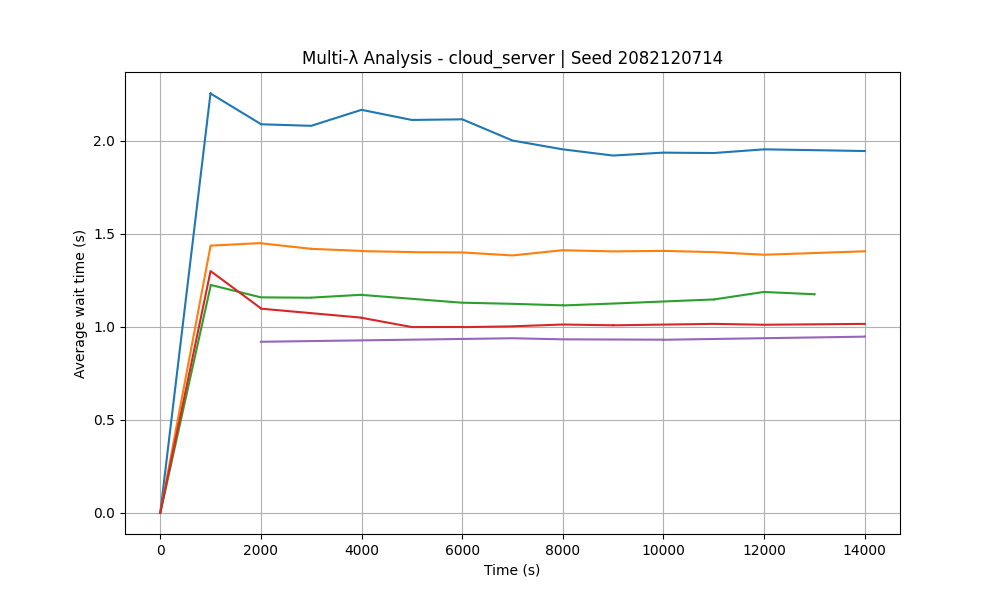 Multi-λ Analysis - cloud_server | Seed 2082120714
Average wait time (s)
2.0
1.5
1.0
0.5
0.0
0 2000 4000 6000 8000 10000 12000 14000
Time (s)